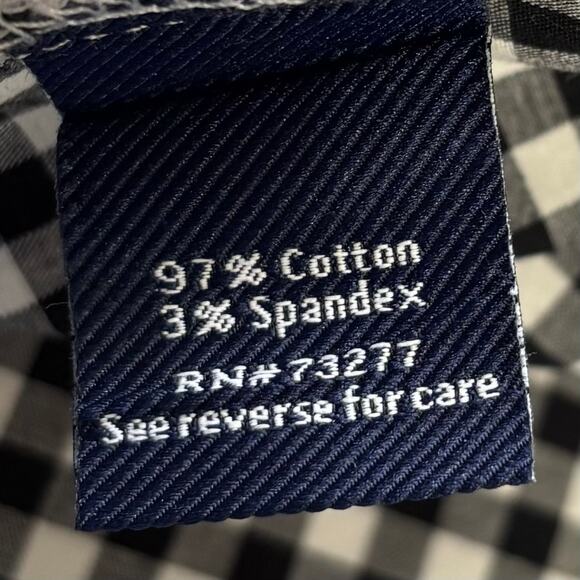 97% Cotton
3% Spandex
RN# 73277
See reverse for care